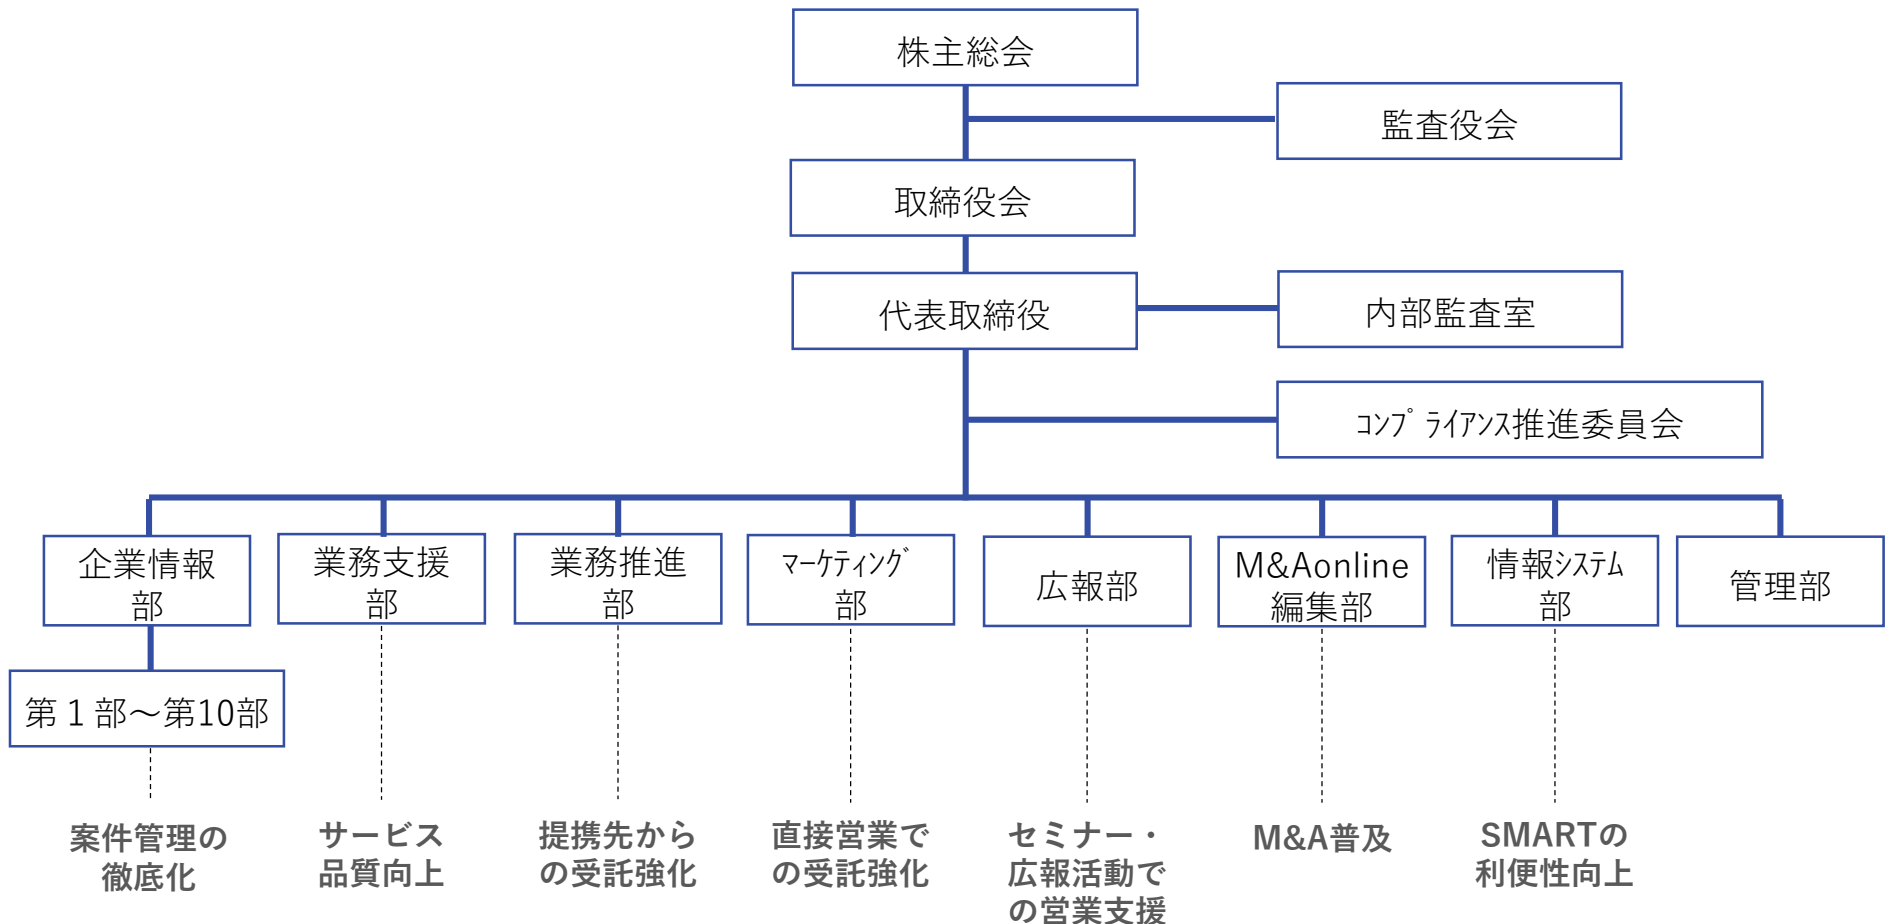 株主総会
監査役会
取締役会
代表取締役
内部監査室
ｺﾝﾌﾟﾗｲｱﾝｽ推進委員会
企業情報
部
業務支援
部
業務推進
部
ﾏｰｹﾃｨﾝｸﾞ
部
広報部
M&Aonline
編集部
情報ｼｽﾃﾑ
部
管理部
第１部～第10部
案件管理の
徹底化
サービス
品質向上
提携先から
の受託強化
直接営業で
の受託強化
セミナー・
広報活動で
の営業支援
M&A普及
SMARTの
利便性向上